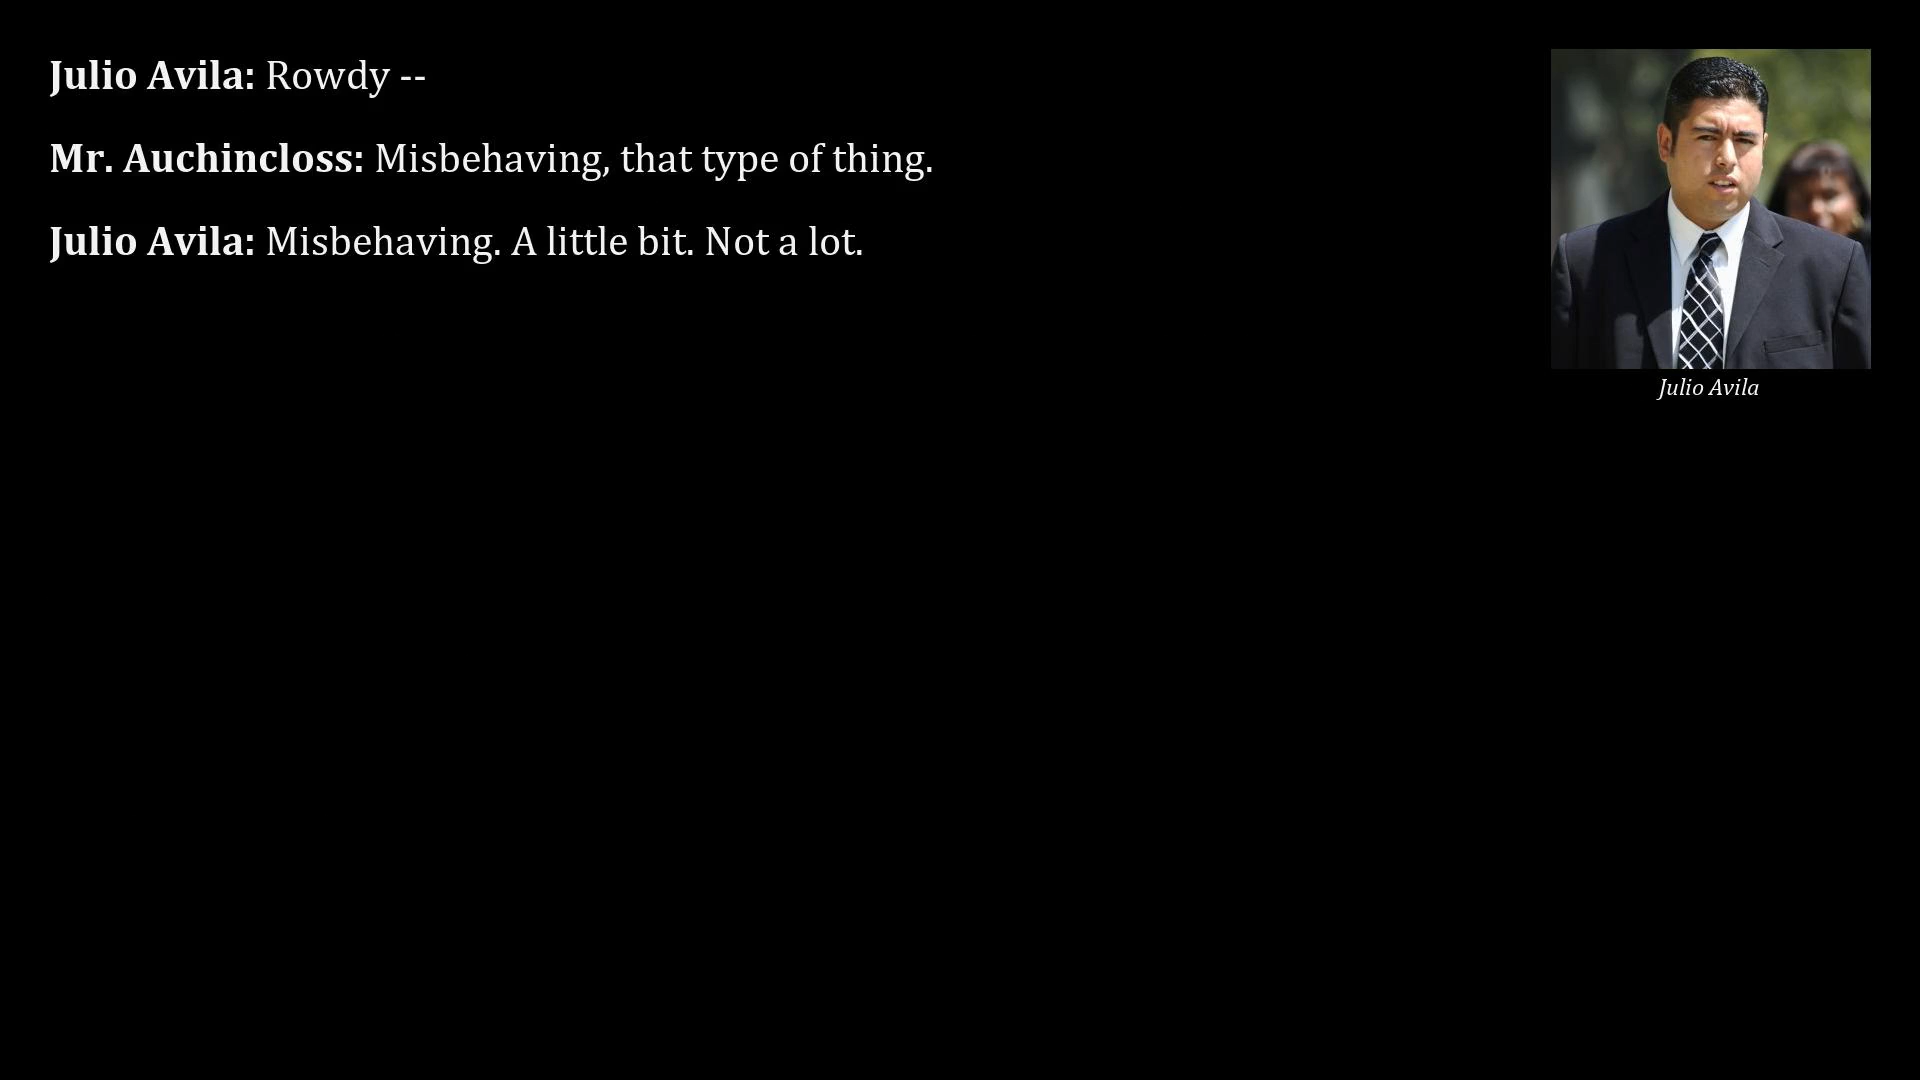 Julio Avila: Rowdy --
Mr. Auchincloss: Misbehaving, that type of thing.
Julio Avila: Misbehaving. A little bit. Not a lot.
Julio Avila